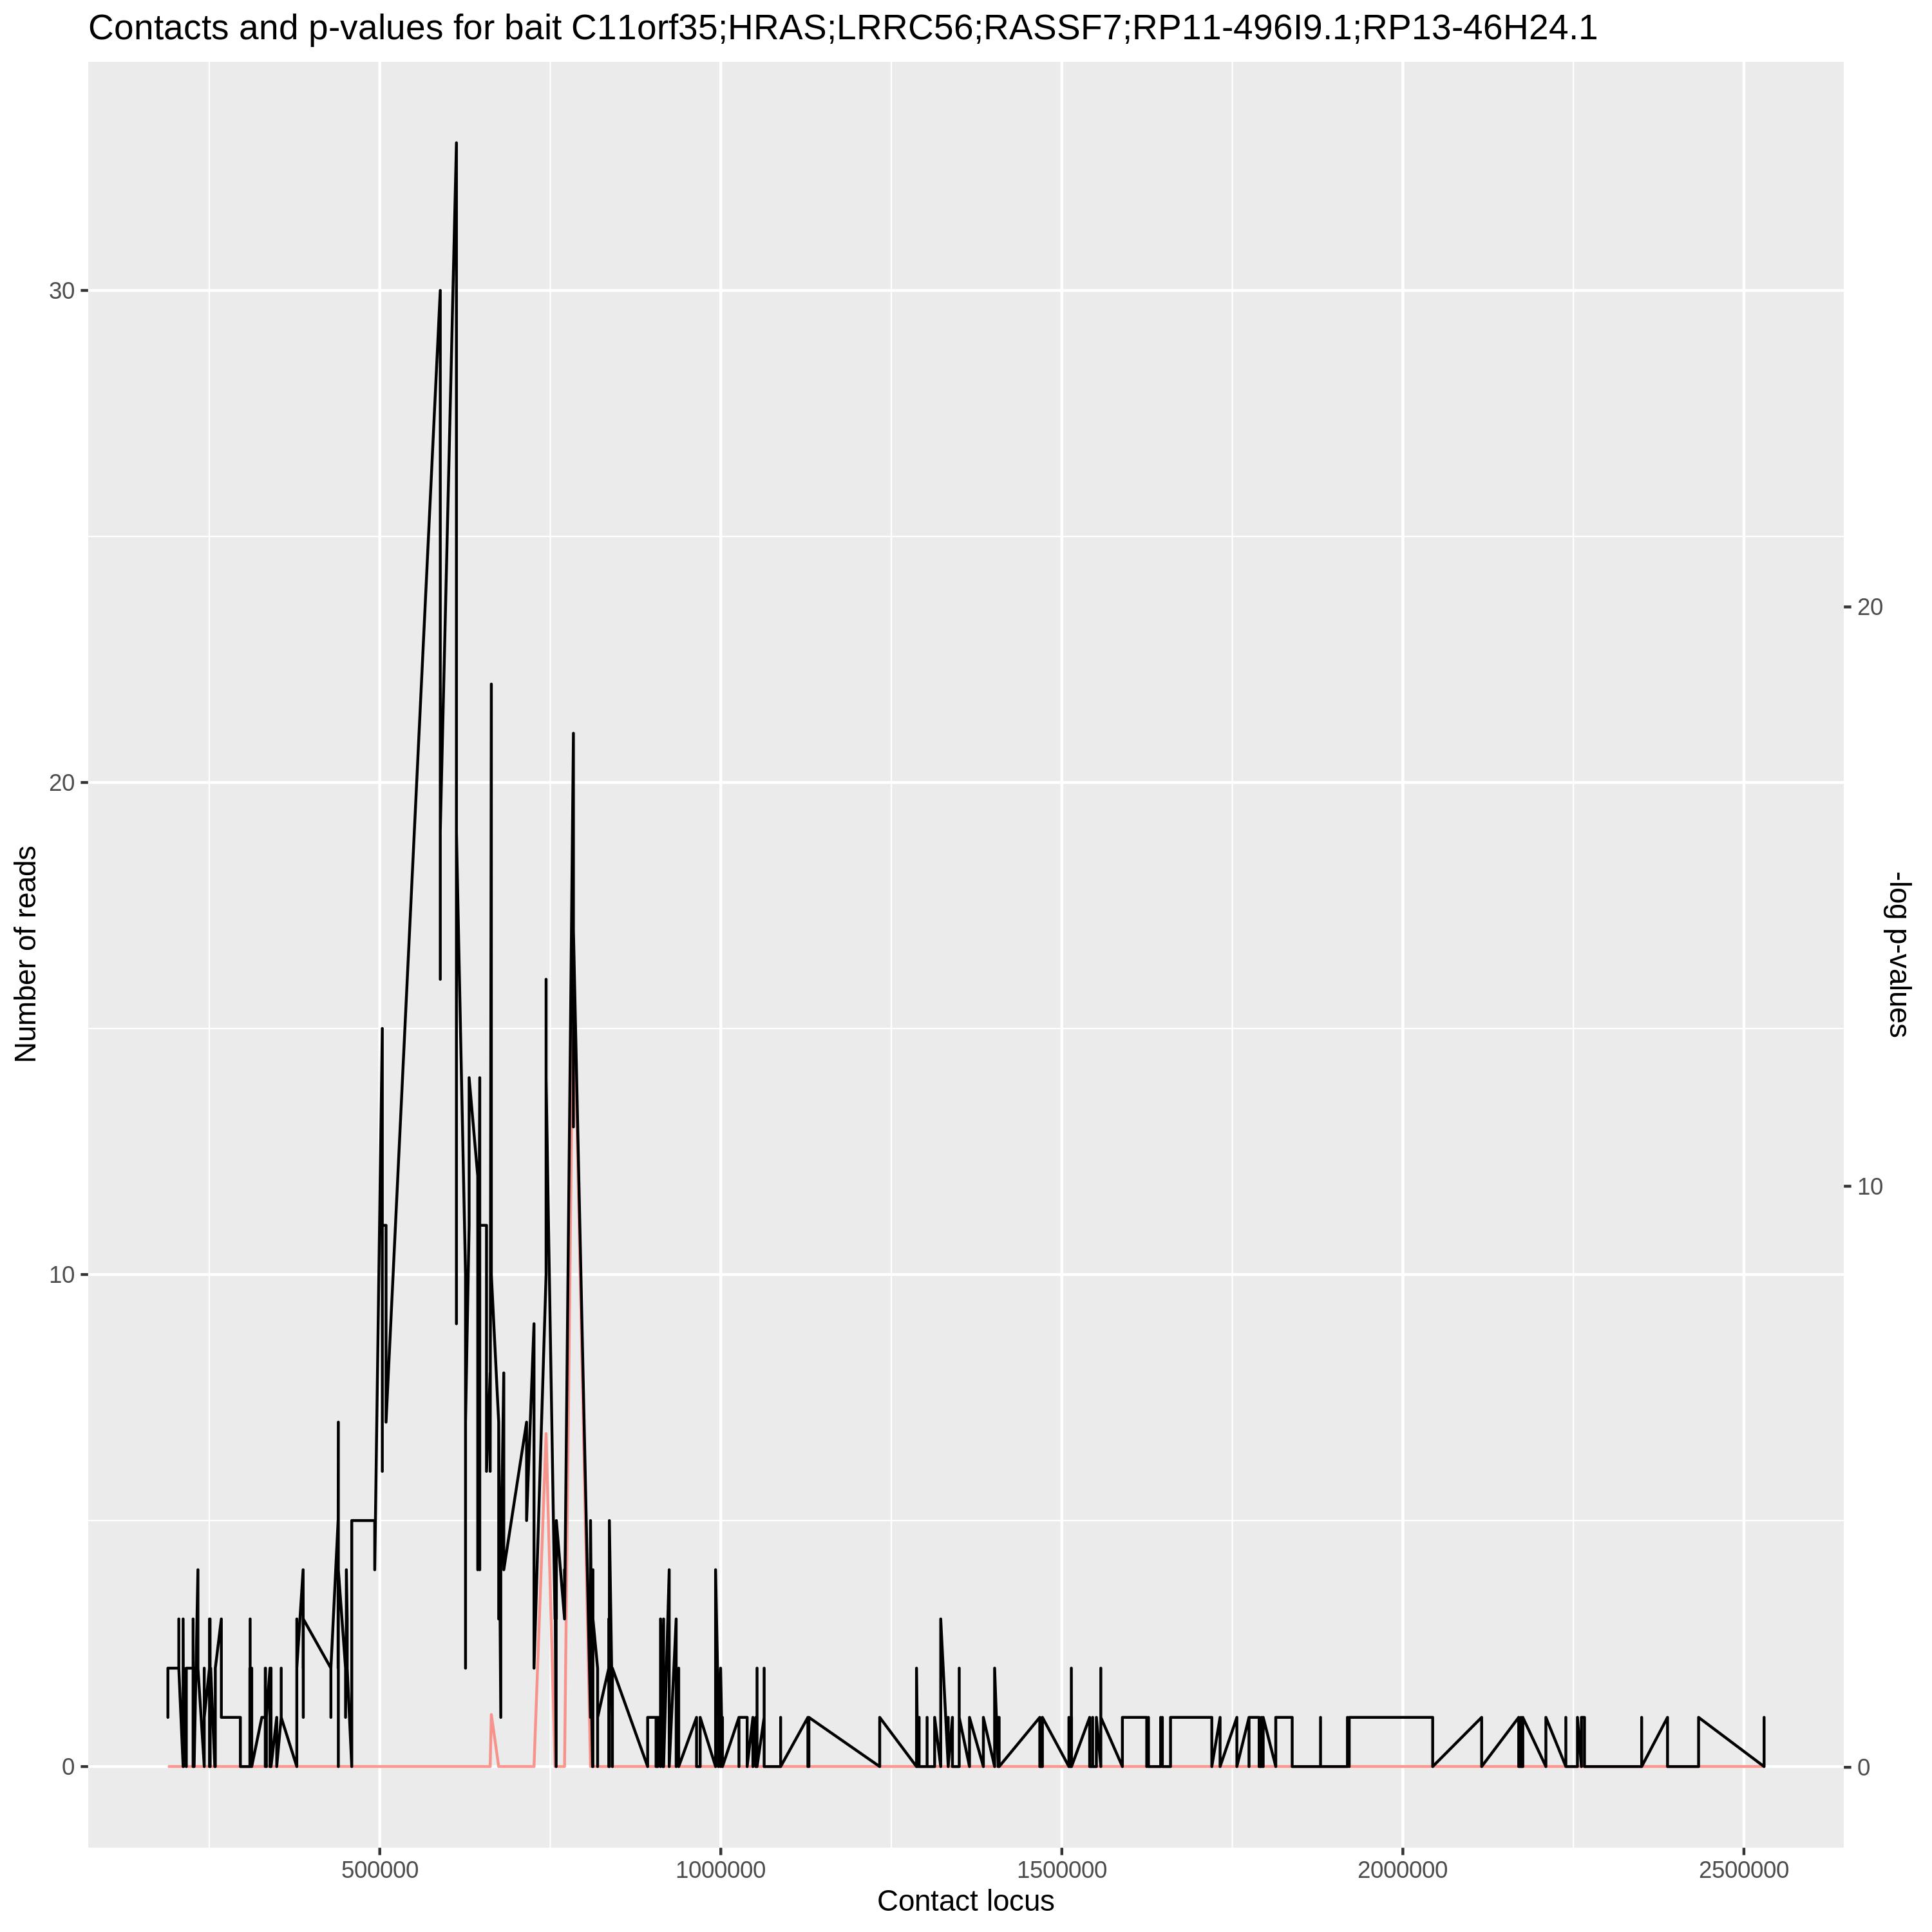 Contacts and p-values for bait C11orf35;HRAS;LRRC56;RASSF7;RP11-496I9.1;RP13-46H24.1
30
20
10
0
Number of reads
20
10
0
-log p-values
500000 1000000 1500000 2000000 2500000
Contact locus